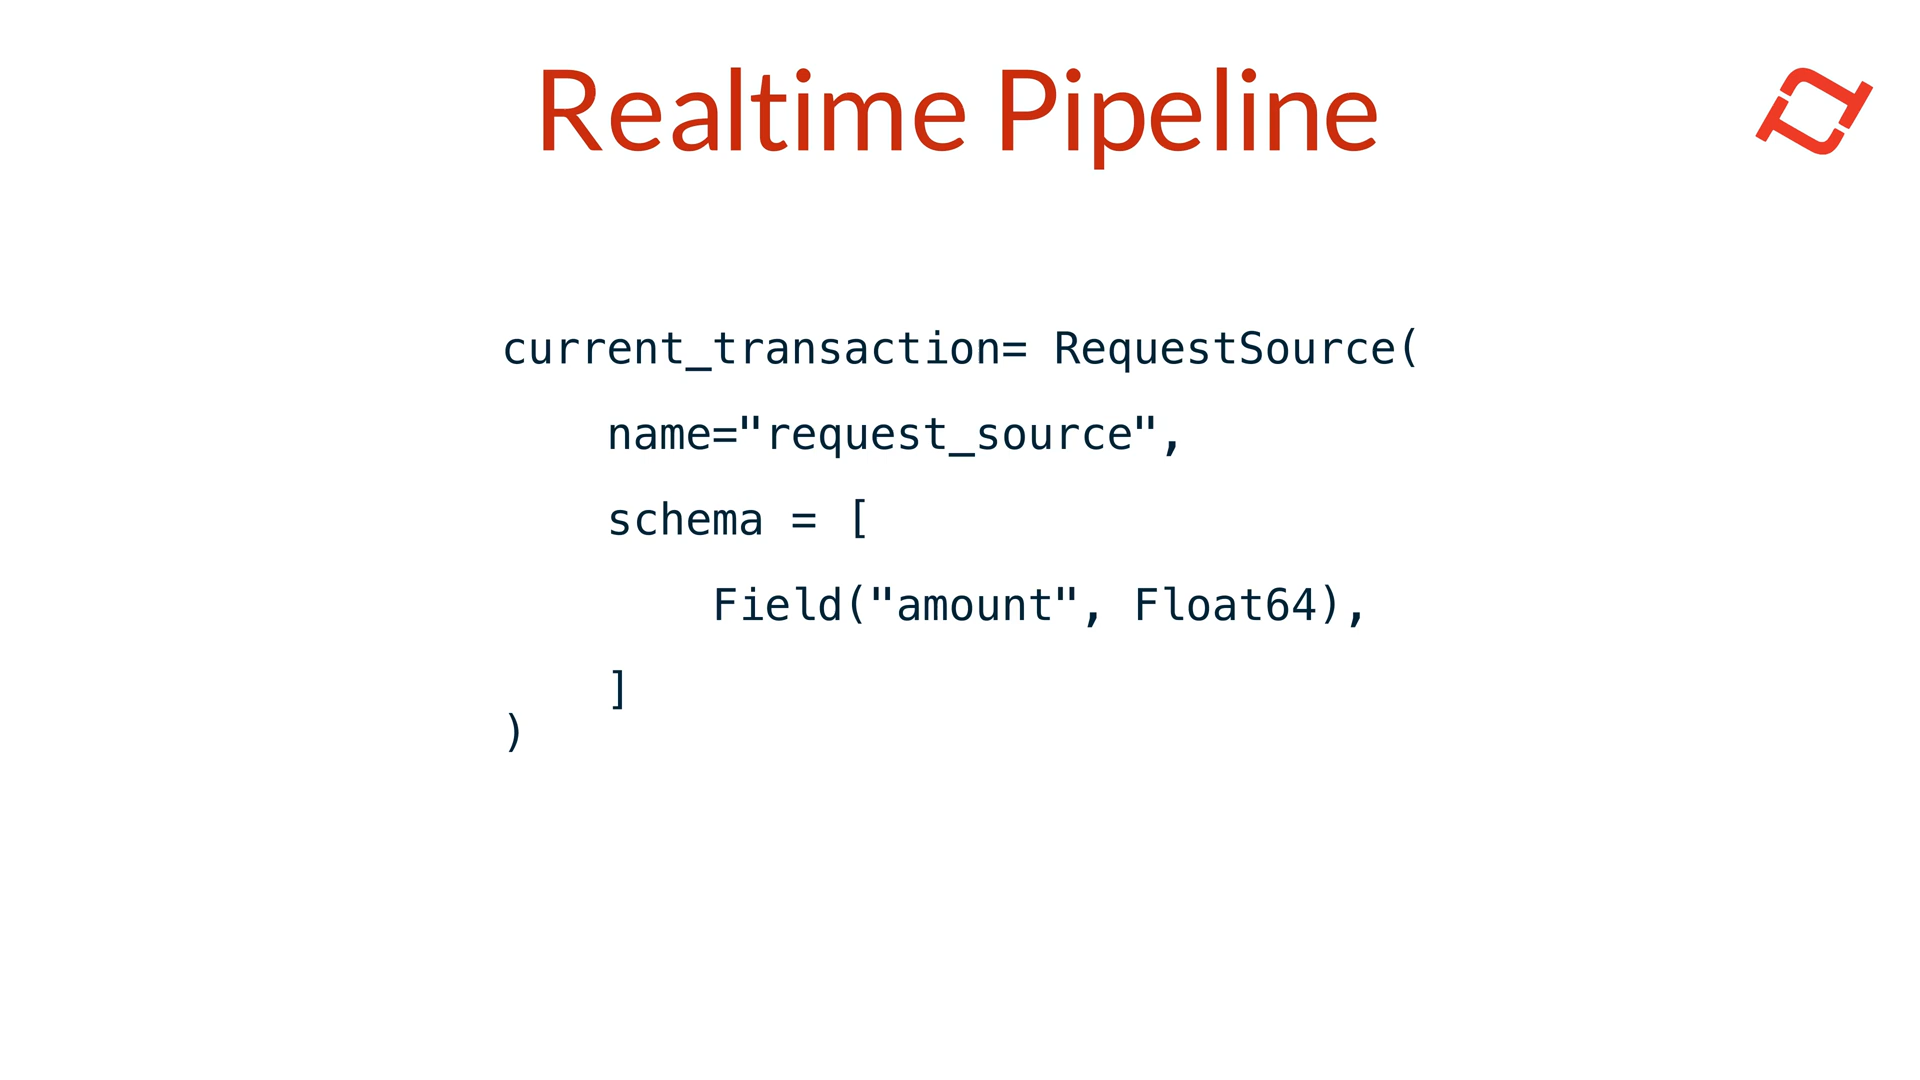 Realtime Pipeline
current_transaction= RequestSource(
    name="request_source",
    schema = [
        Field("amount", Float64),
    ]
)